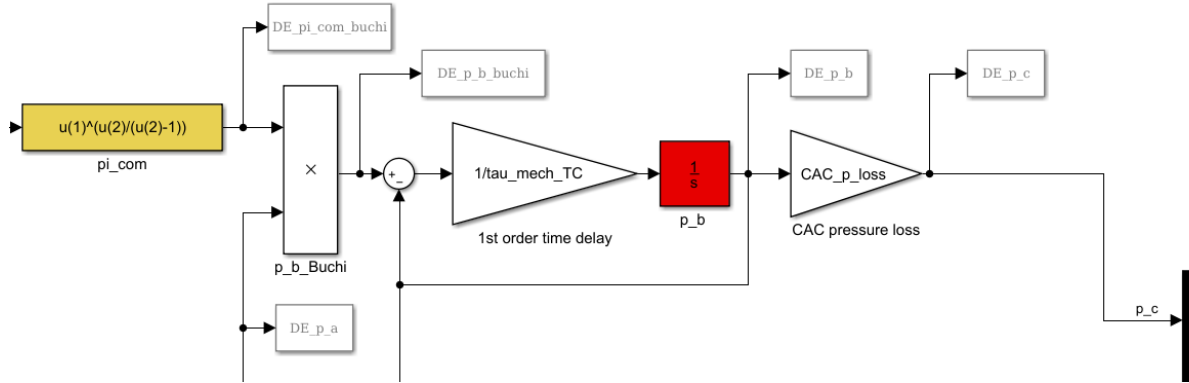 DE_pi_com_buchi
DE_p_b_buchi
DE_p_b
DE_p_c
u(1)^(u(2)/(u(2)-1))
pi_com
×
+
−
1/tau_mech_TC
1
s
CAC_p_loss
p_b
1st order time delay
CAC pressure loss
p_b_Buchi
DE_p_a
p_c